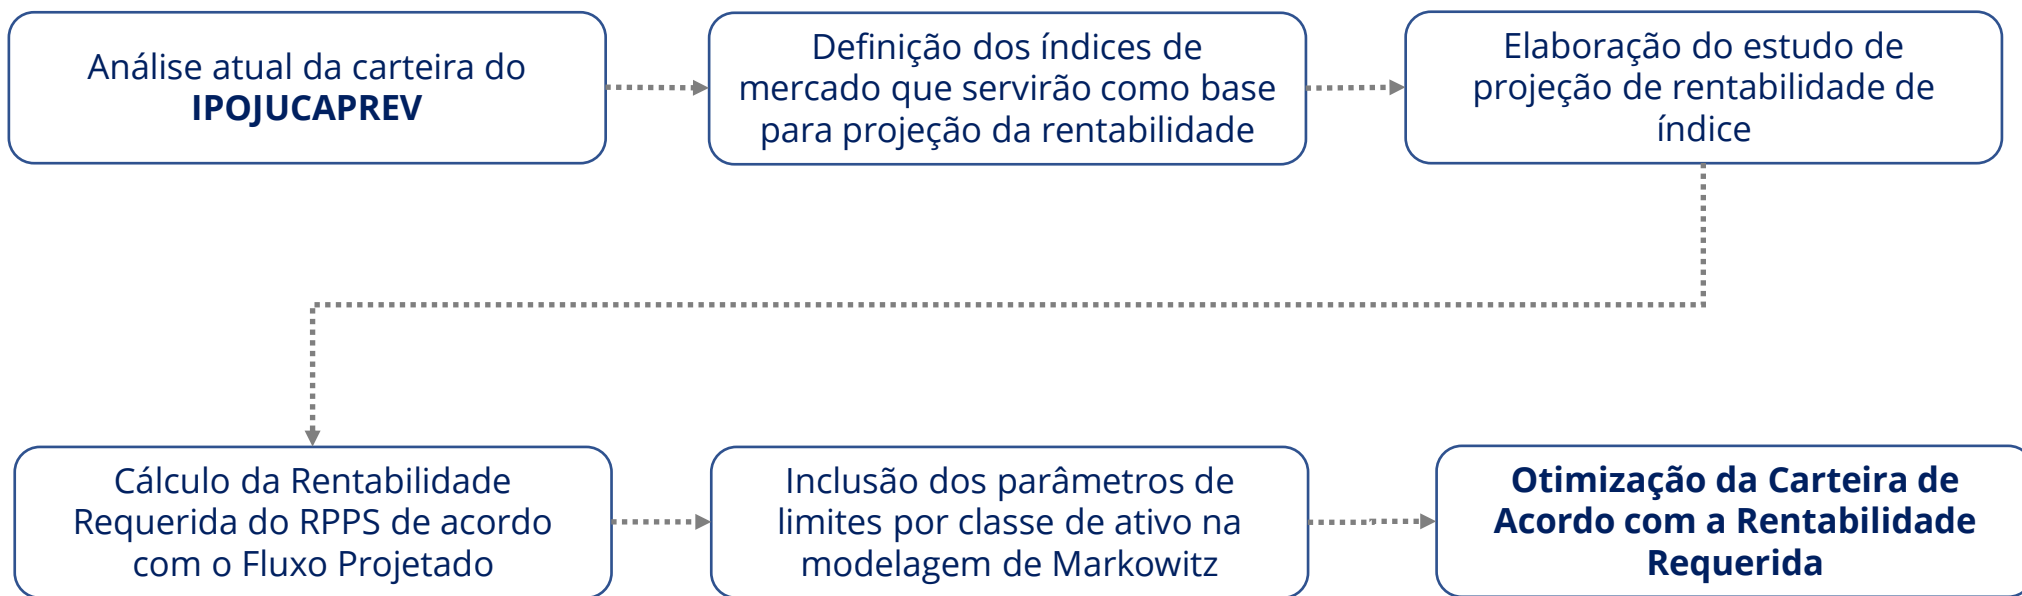 Análise atual da carteira do
IPOJUCAPREV
Definição dos índices de
mercado que servirão como base
para projeção da rentabilidade
Elaboração do estudo de
projeção de rentabilidade de
índice
Cálculo da Rentabilidade
Requerida do RPPS de acordo
com o Fluxo Projetado
Inclusão dos parâmetros de
limites por classe de ativo na
modelagem de Markowitz
Otimização da Carteira de
Acordo com a Rentabilidade
Requerida